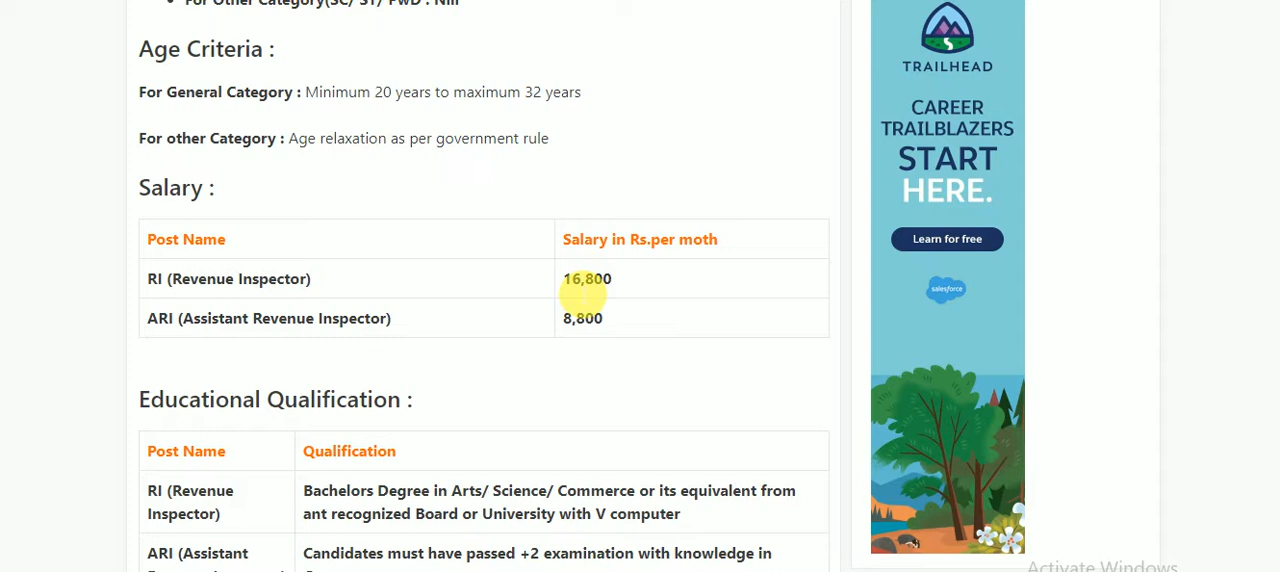 For Other Category(SC/ ST/ PwD : Nill
Age Criteria :
For General Category : Minimum 20 years to maximum 32 years
For other Category : Age relaxation as per government rule
Salary :
Post Name Salary in Rs.per moth
RI (Revenue Inspector) 16,800
ARI (Assistant Revenue Inspector) 8,800
Educational Qualification :
Post Name Qualification
RI (Revenue Inspector) Bachelors Degree in Arts/ Science/ Commerce or its equivalent from
ant recognized Board or University with V computer
ARI (Assistant Candidates must have passed +2 examination with knowledge in
TRAILHEAD
CAREER
TRAILBLAZERS
START
HERE.
Learn for free
salesforce
Activate Windows